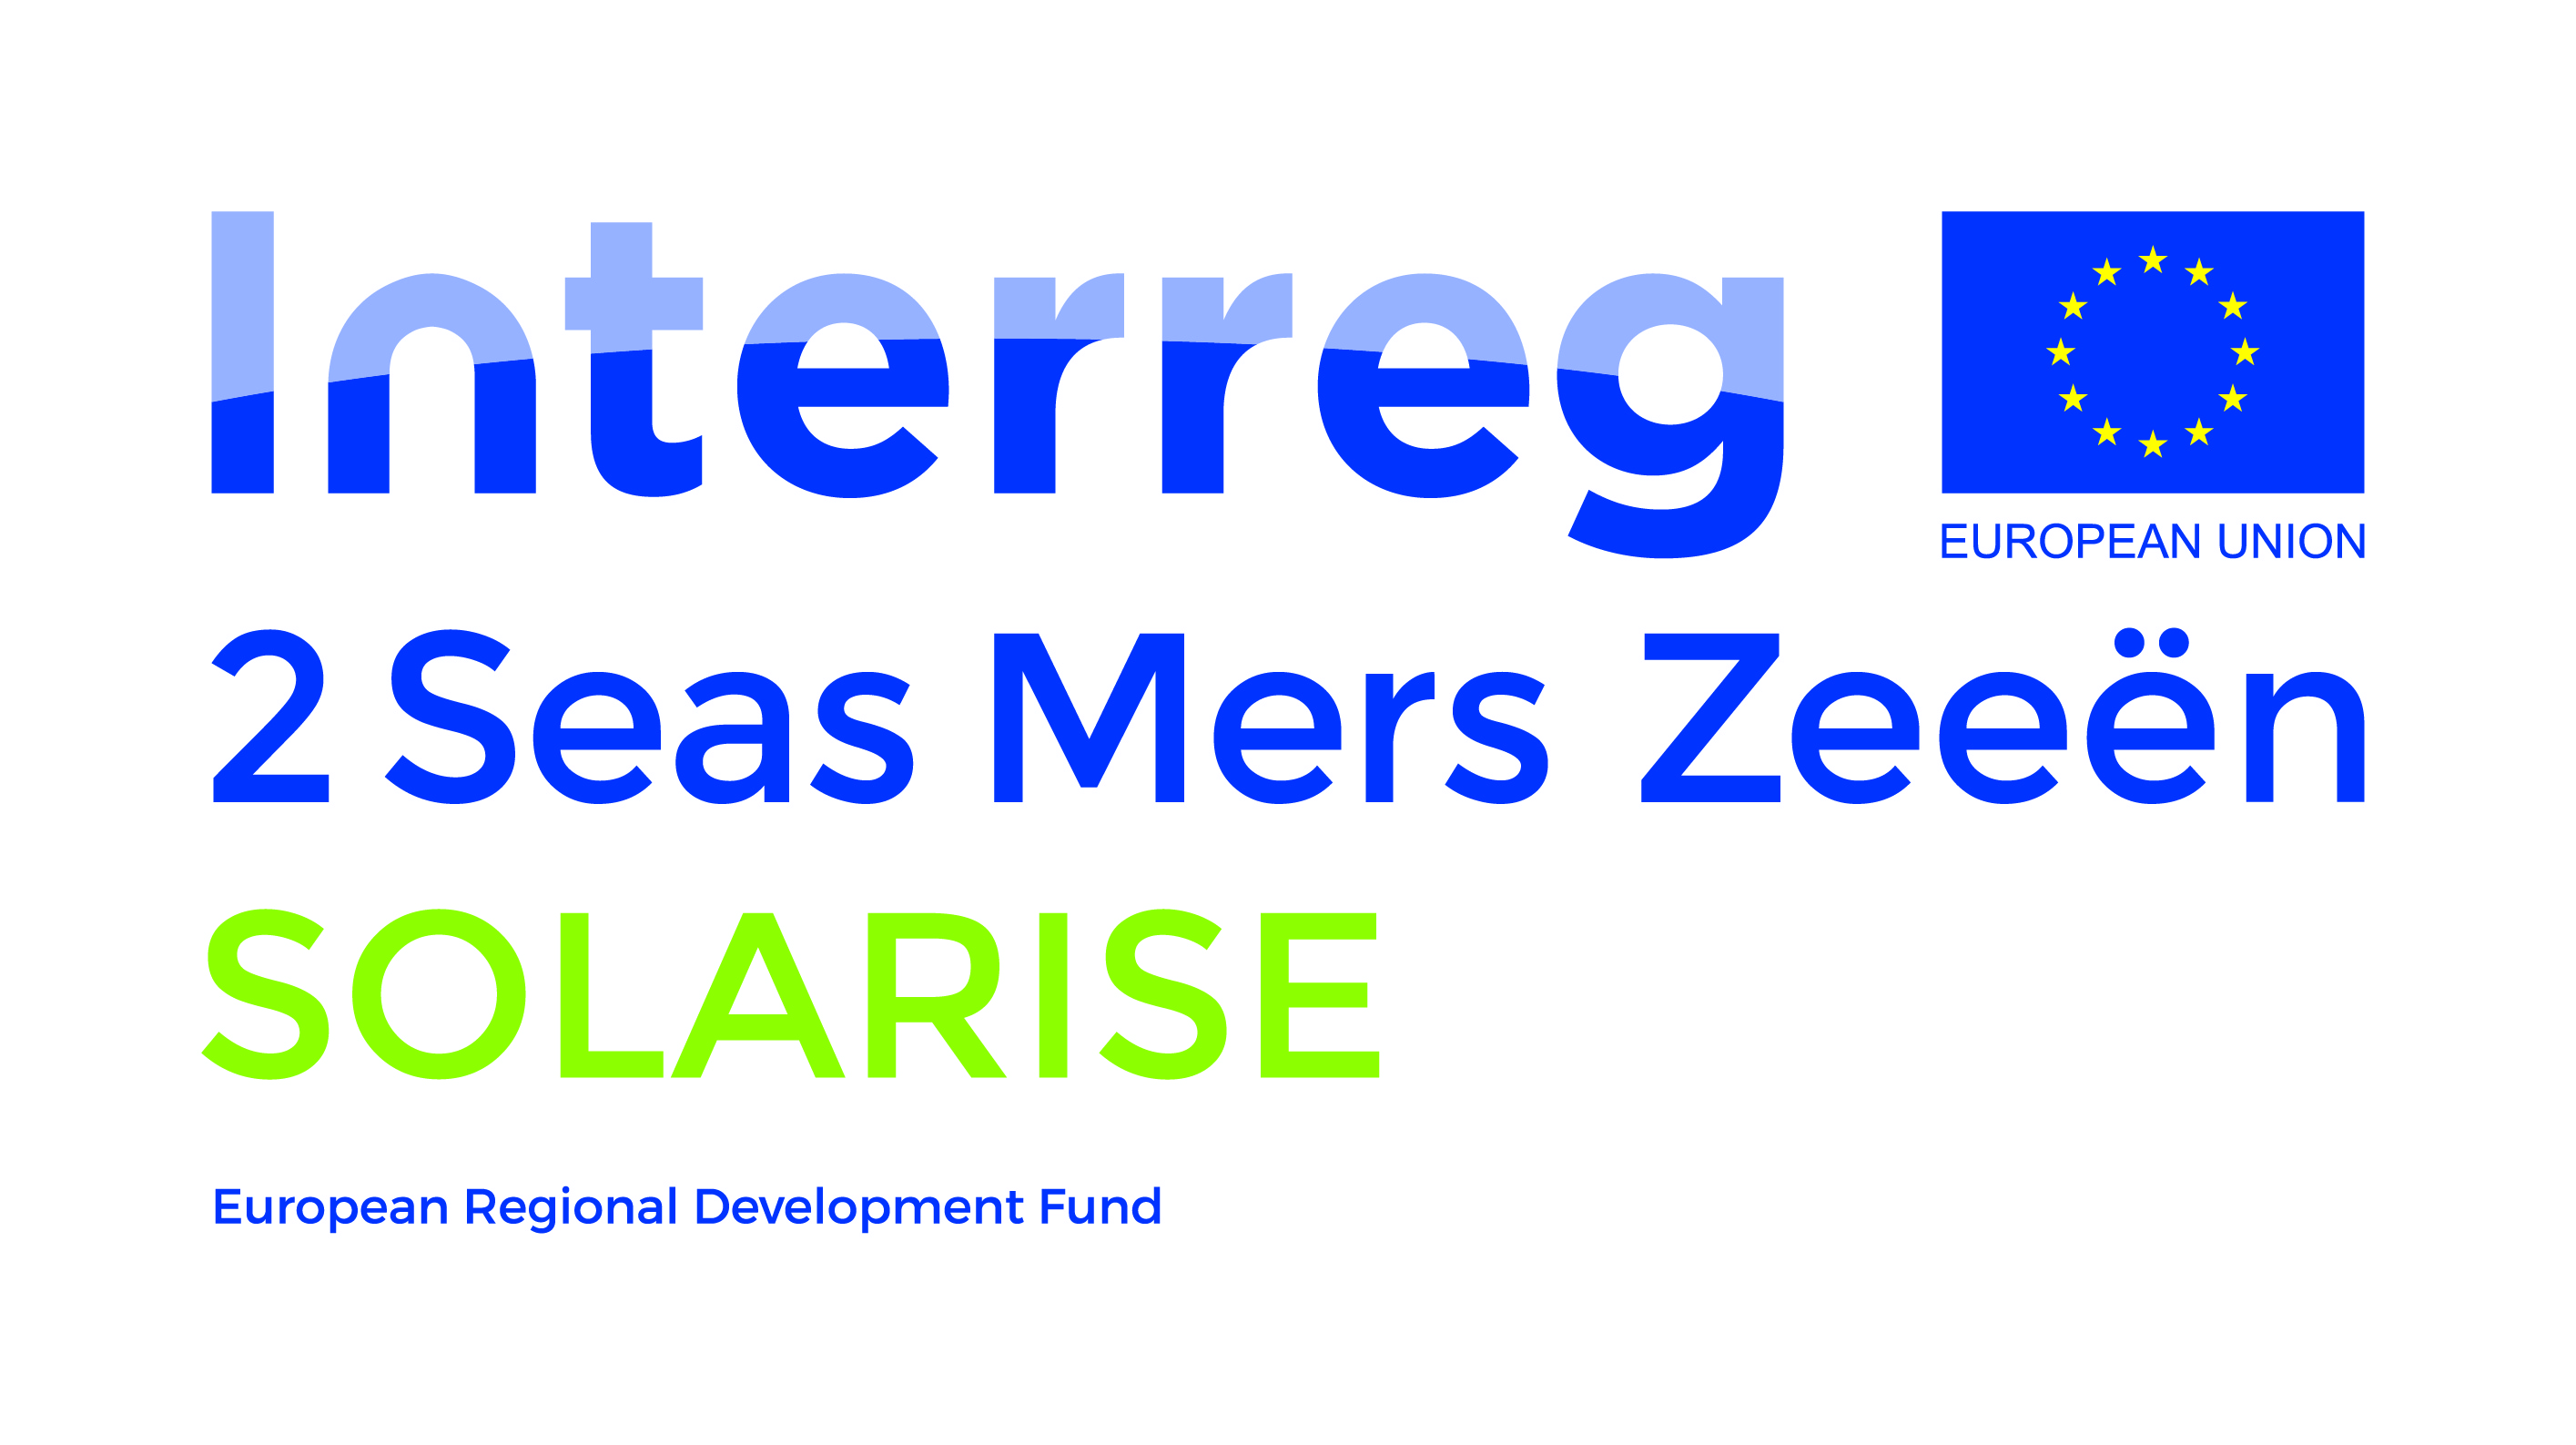 Interreg
EUROPEAN UNION
2 Seas Mers Zeeën
SOLARISE
European Regional Development Fund